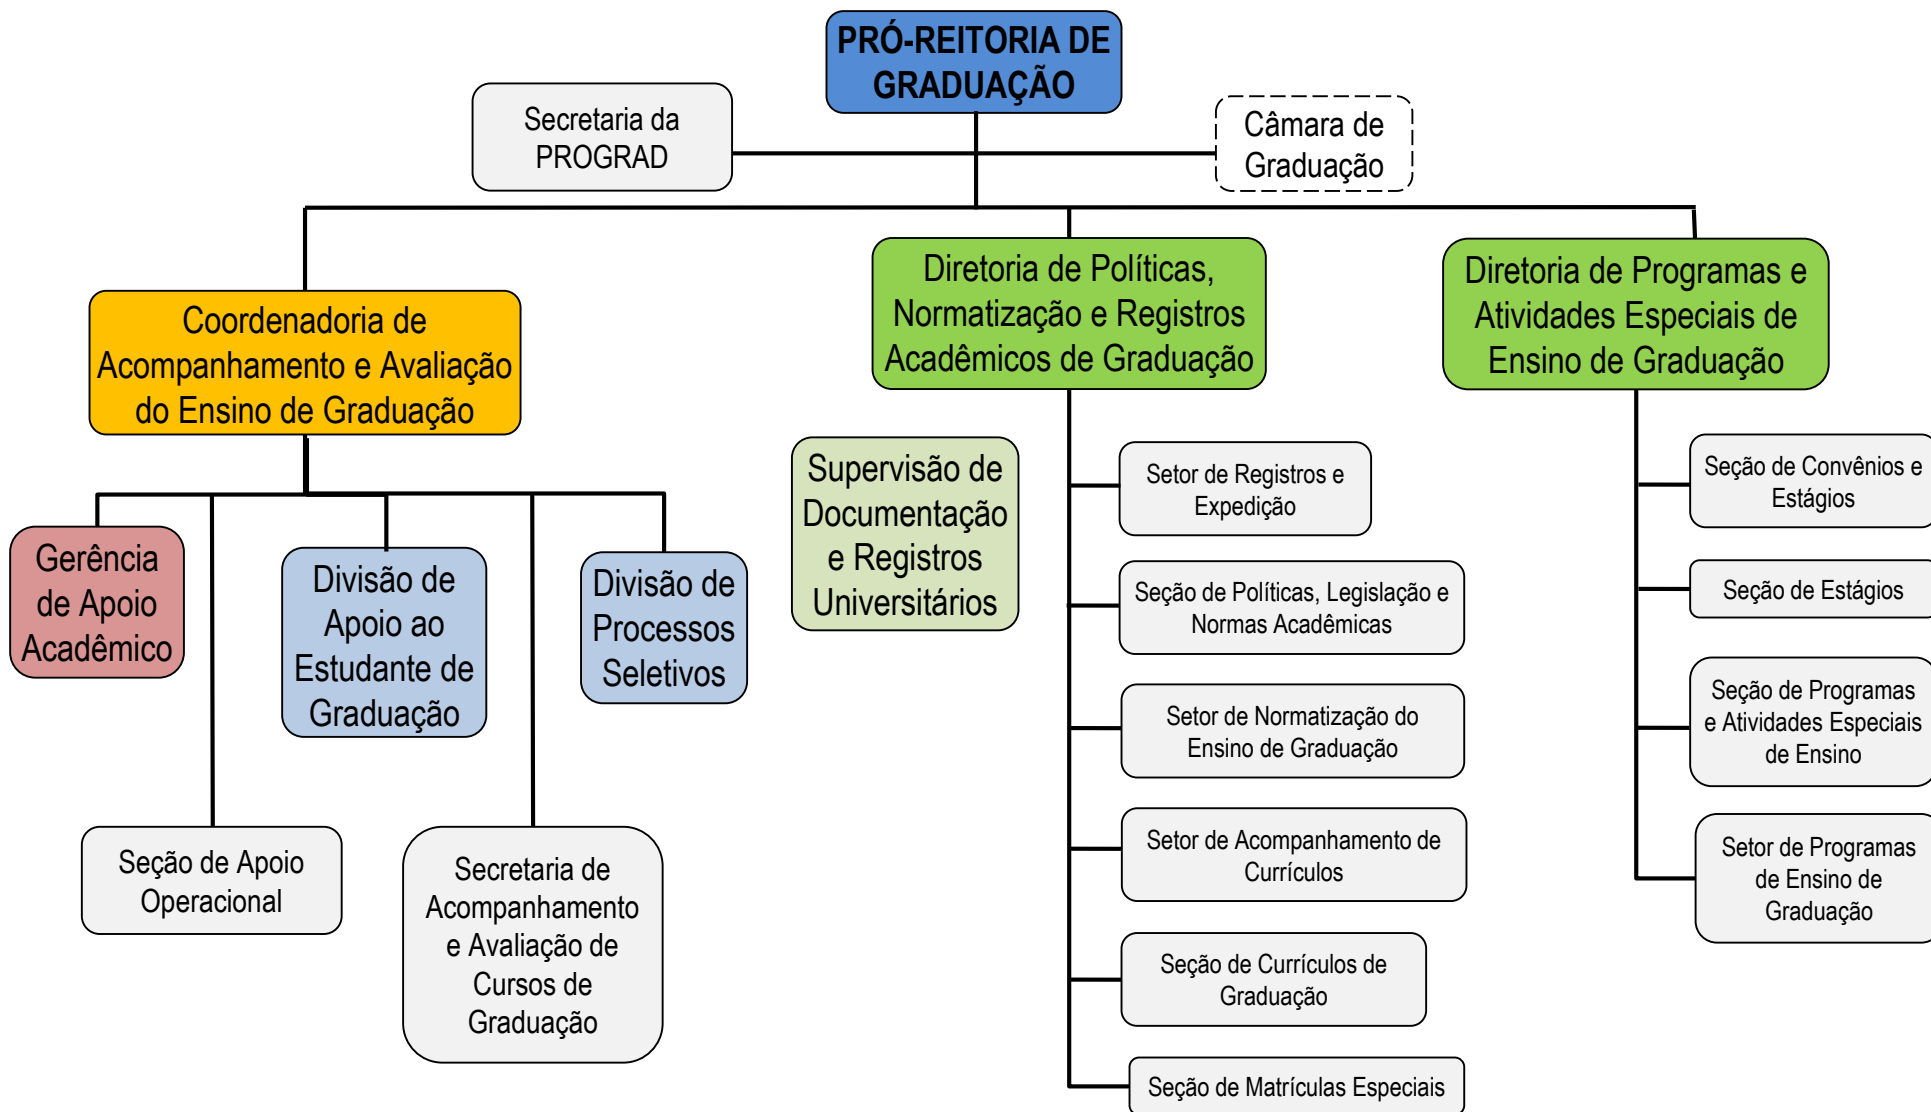 PRÓ-REITORIA DE
GRADUAÇÃO
Secretaria da
PROGRAD
Câmara de
Graduação
Coordenadoria de
Acompanhamento e Avaliação
do Ensino de Graduação
Diretoria de Políticas,
Normatização e Registros
Acadêmicos de Graduação
Diretoria de Programas e
Atividades Especiais de
Ensino de Graduação
Gerência
de Apoio
Acadêmico
Divisão de
Apoio ao
Estudante de
Graduação
Divisão de
Processos
Seletivos
Seção de Apoio
Operacional
Secretaria de
Acompanhamento
e Avaliação de
Cursos de
Graduação
Supervisão de
Documentação
e Registros
Universitários
Setor de Registros e
Expedição
Seção de Políticas, Legislação e
Normas Acadêmicas
Setor de Normatização do
Ensino de Graduação
Setor de Acompanhamento de
Currículos
Seção de Currículos de
Graduação
Seção de Matrículas Especiais
Seção de Convênios e
Estágios
Seção de Estágios
Seção de Programas
e Atividades Especiais
de Ensino
Setor de Programas
de Ensino de
Graduação